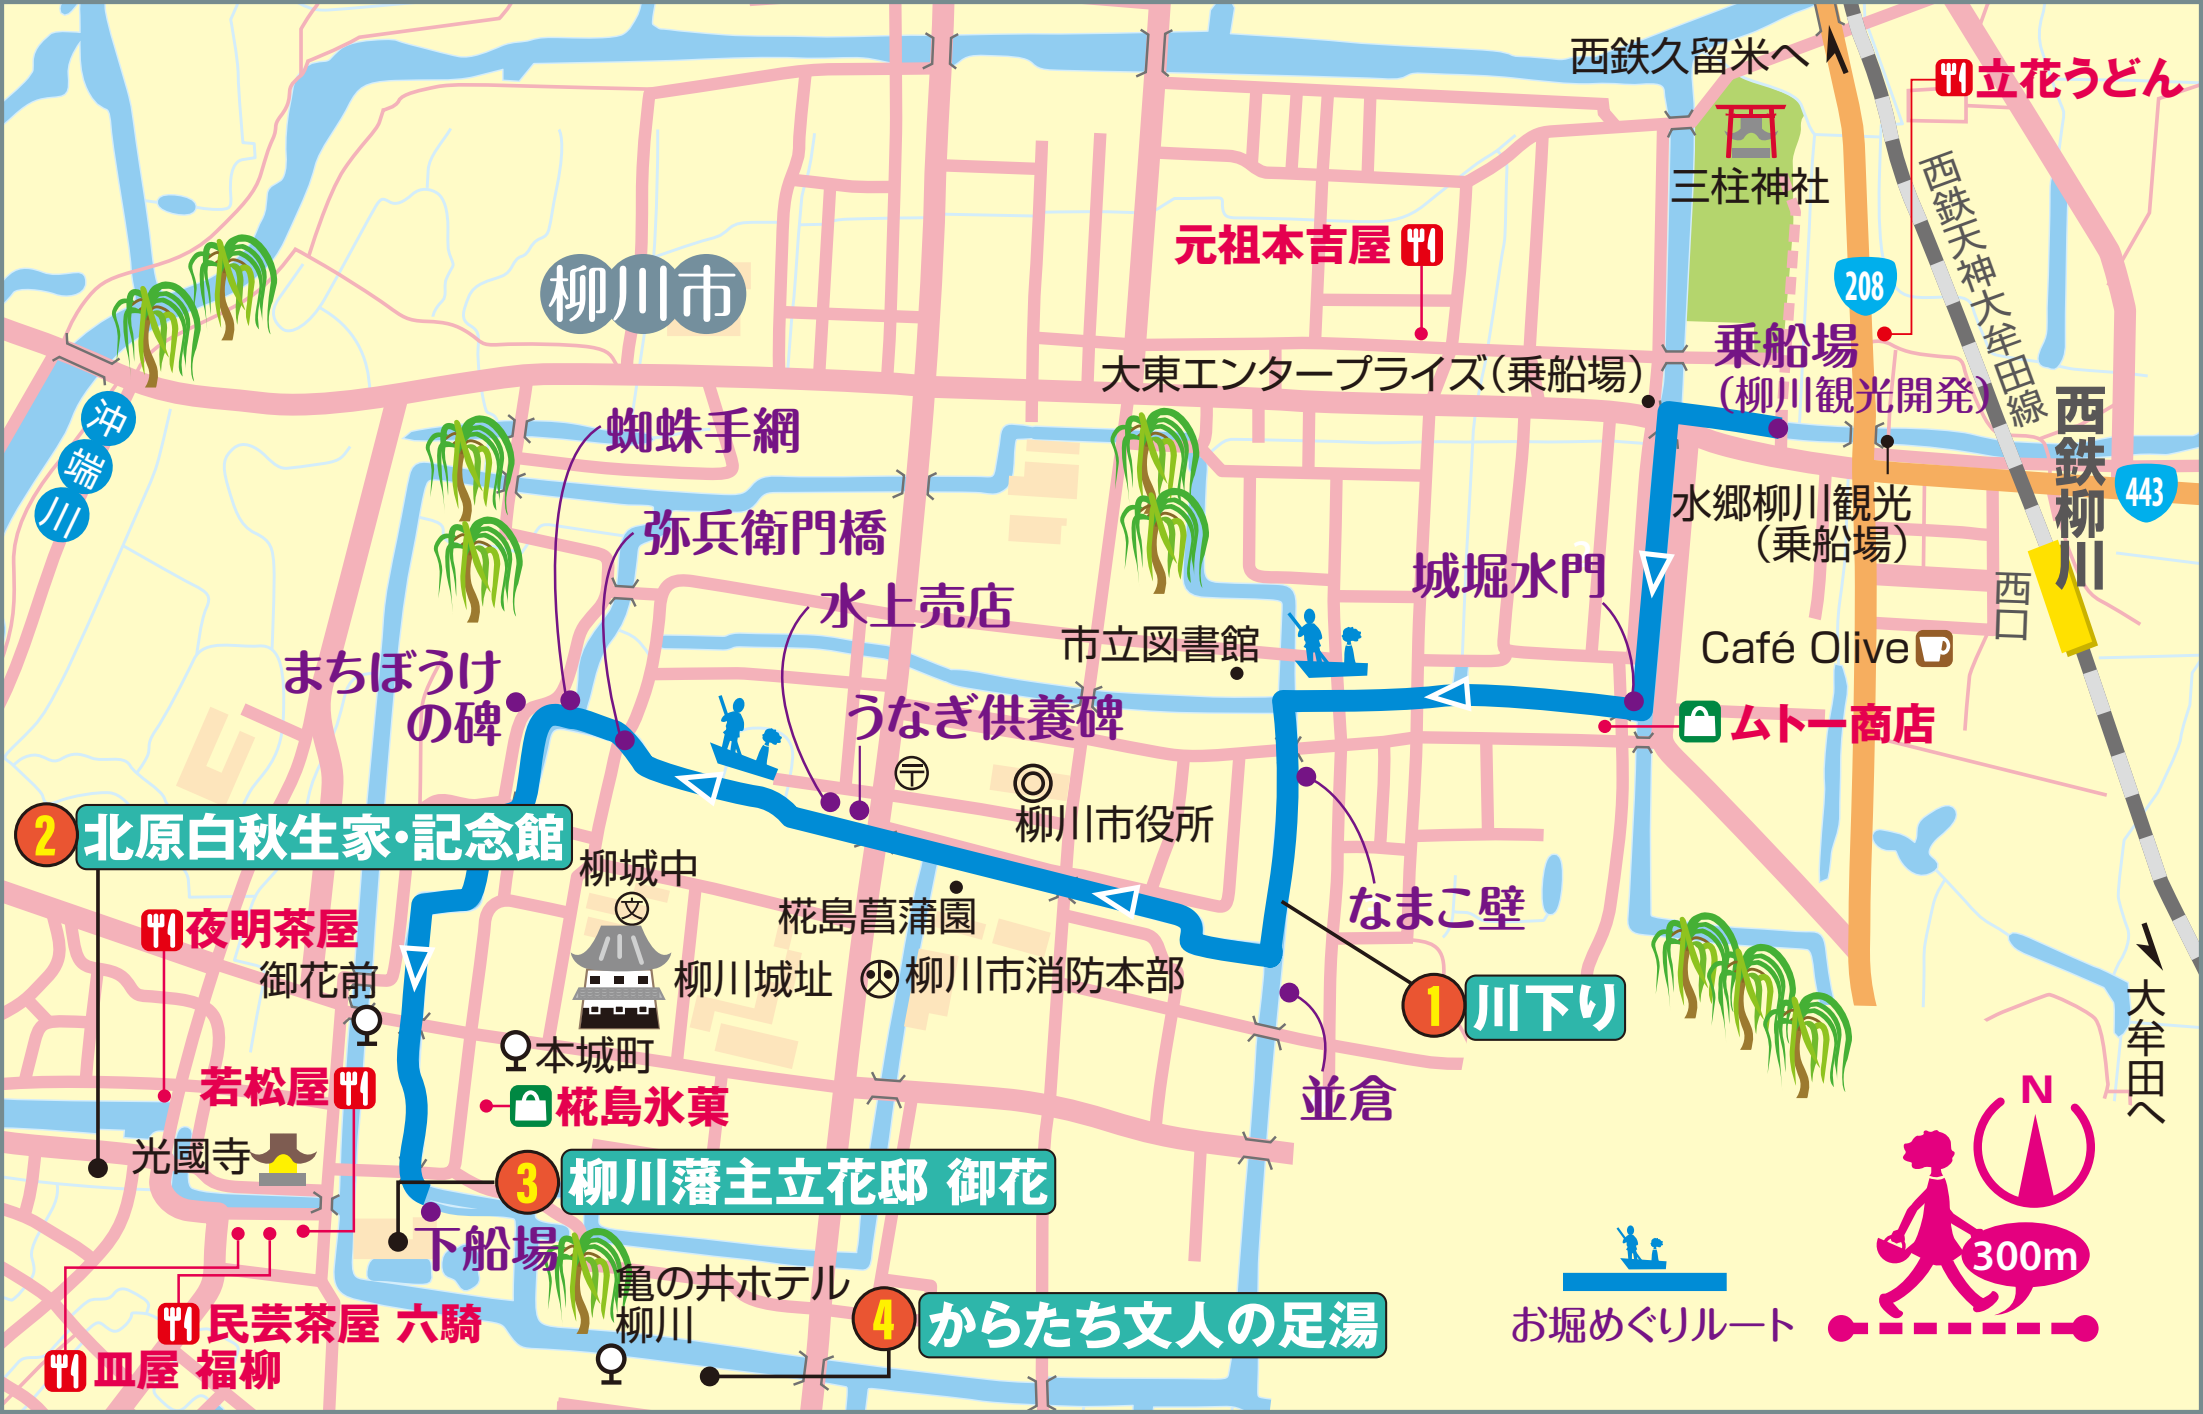 西鉄久留米へ
立花うどん
三柱神社
西鉄天神大牟田線
元祖本吉屋
208
柳川市
乗船場
(柳川観光開発)
大東エンタープライズ(乗船場)
沖端川
蜘蛛手網
西鉄柳川
443
水郷柳川観光
(乗船場)
弥兵衛門橋
城堀水門
水上売店
西口
市立図書館
Café Olive
まちぼうけ
の碑
うなぎ供養碑
ムトー商店
〒
柳川市役所
2
北原白秋生家・記念館
柳城中
文
なまこ壁
椛島菖蒲園
夜明茶屋
御花前
柳川城址
柳川市消防本部
1
川下り
大牟田へ
本城町
若松屋
椛島氷菓
並倉
N
光國寺
3
柳川藩主立花邸 御花
下船場
300m
亀の井ホテル
柳川
4
からたち文人の足湯
民芸茶屋 六騎
お堀めぐりルート
皿屋 福柳